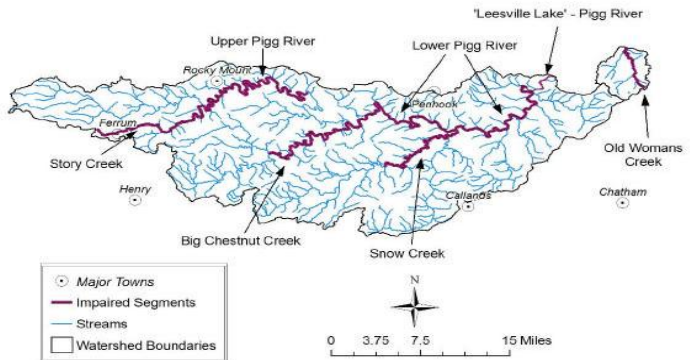 'Leesville Lake' - Pigg River
Upper Pigg River
Lower Pigg River
Rocky Mount
Penhook
Ferrum
Old Womans
Creek
Story Creek
Henry
Callands
Chatham
Big Chestnut Creek
Snow Creek
Major Towns
Impaired Segments
Streams
Watershed Boundaries
N
0 3.75 7.5 15 Miles